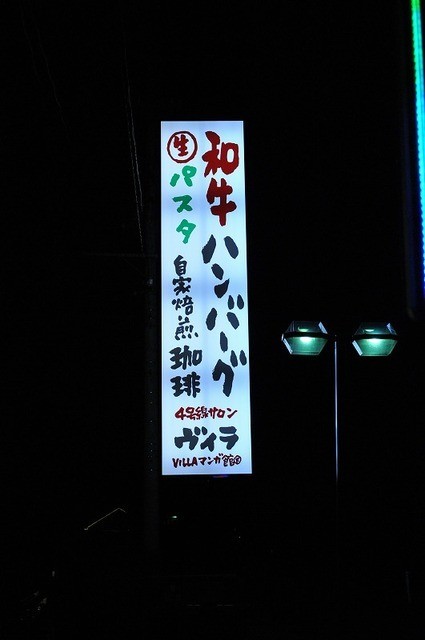 和牛ハンバーグ
生パスタ
自家焙煎珈琲
4号線サロン
ヴィラ
VILLAマンガ館